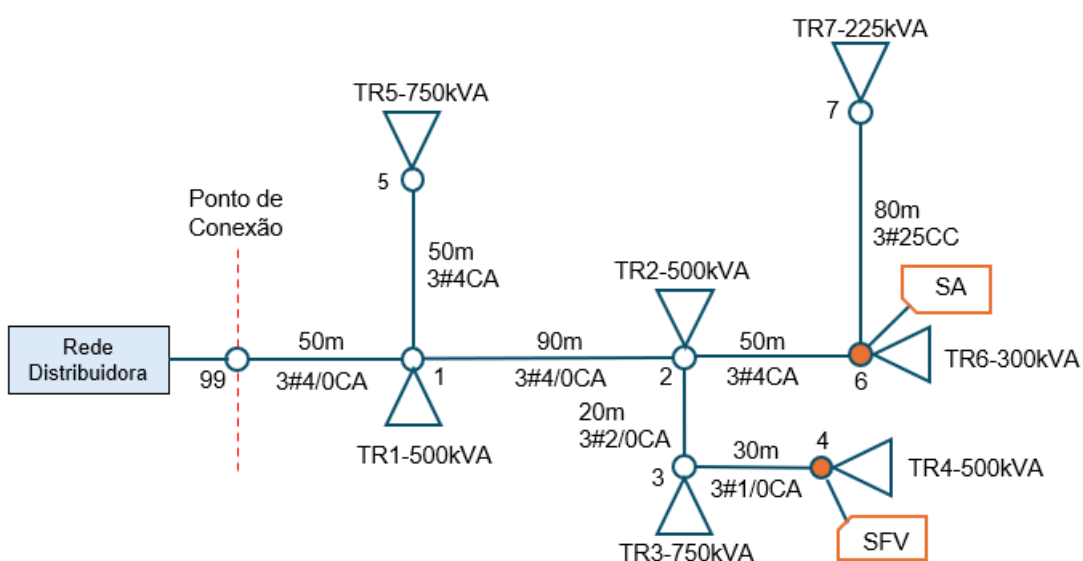 TR7-225kVA
TR5-750kVA
7
5
Ponto de
Conexão
80m
3#25CC
50m
3#4CA
TR2-500kVA
SA
Rede
Distribuidora
50m
90m
50m
TR6-300kVA
99
3#4/0CA
1
3#4/0CA
2
3#4CA
6
20m
3#2/0CA
4
30m
TR1-500kVA
TR4-500kVA
3
3#1/0CA
SFV
TR3-750kVA